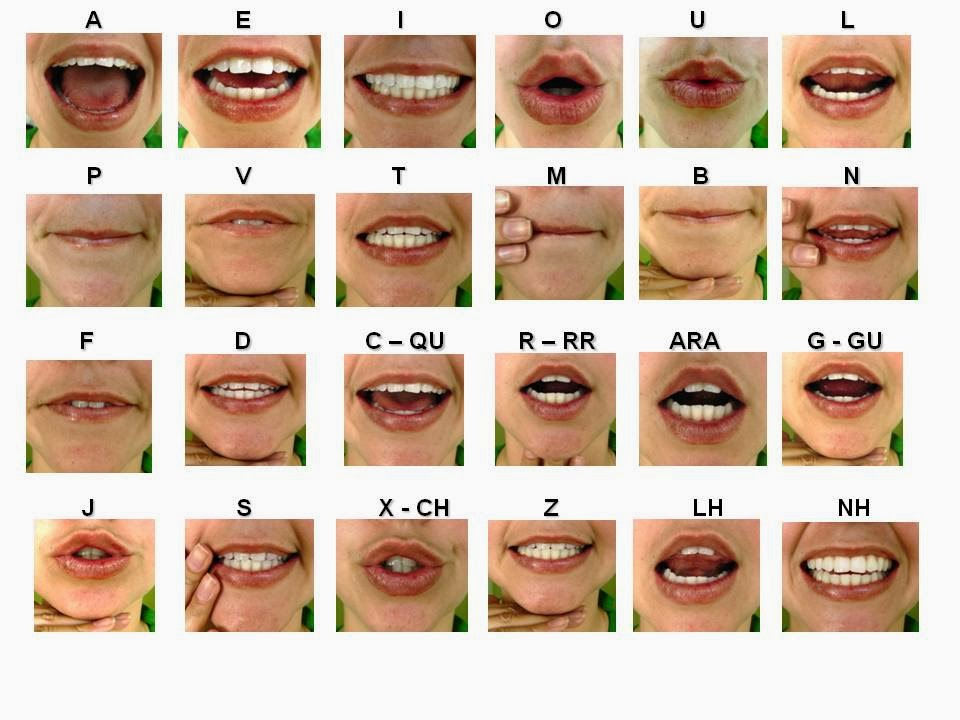 A E I O U L
P V T M B N
F D C – QU R – RR ARA G - GU
J S X - CH Z LH NH